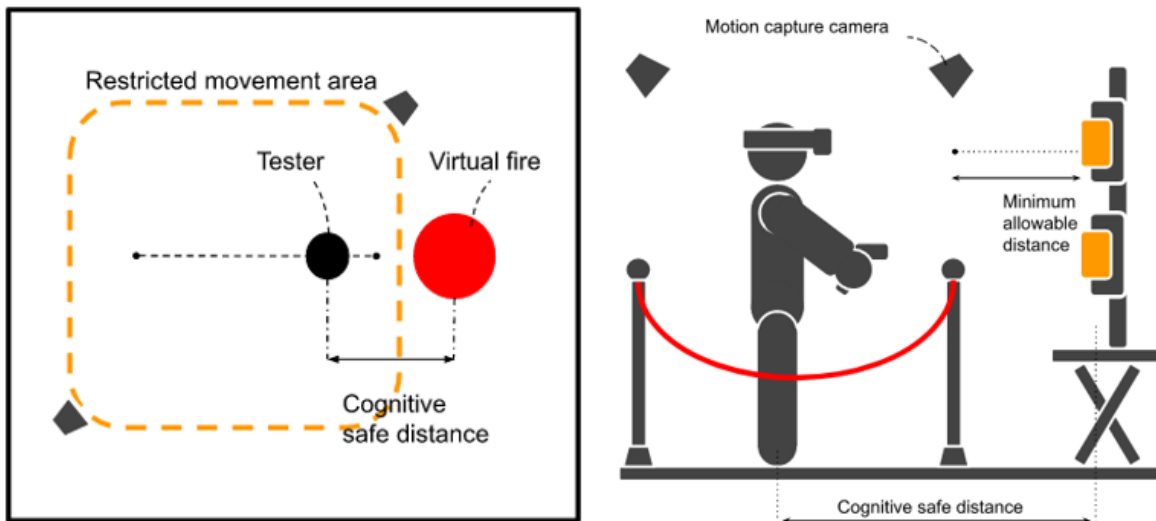 Restricted movement area
Tester
Virtual fire
Cognitive
safe distance
Motion capture camera
Minimum
allowable
distance
Cognitive safe distance